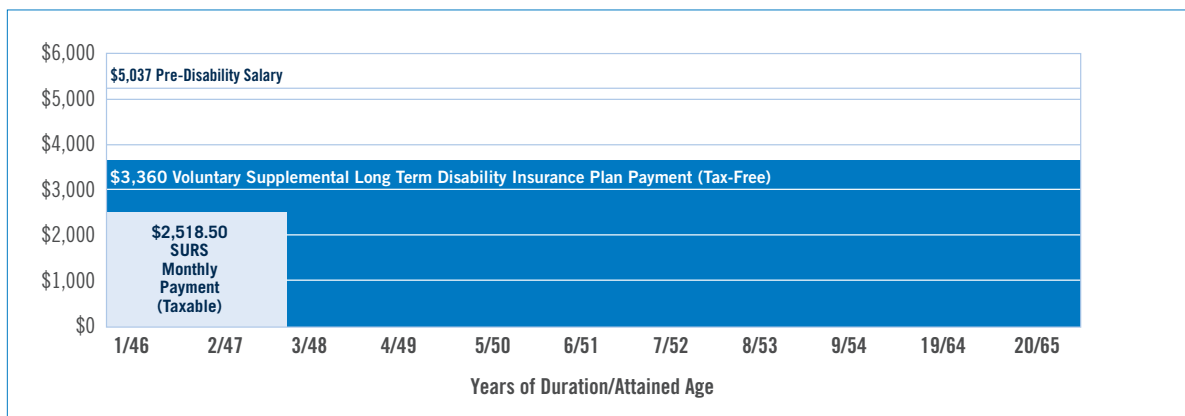 $6,000
$5,037 Pre-Disability Salary
$5,000
$4,000
$3,360 Voluntary Supplemental Long Term Disability Insurance Plan Payment (Tax-Free)
$3,000
$2,518.50
SURS
Monthly
Payment
(Taxable)
$2,000
$1,000
$0
1/46 2/47 3/48 4/49 5/50 6/51 7/52 8/53 9/54 19/64 20/65
Years of Duration/Attained Age